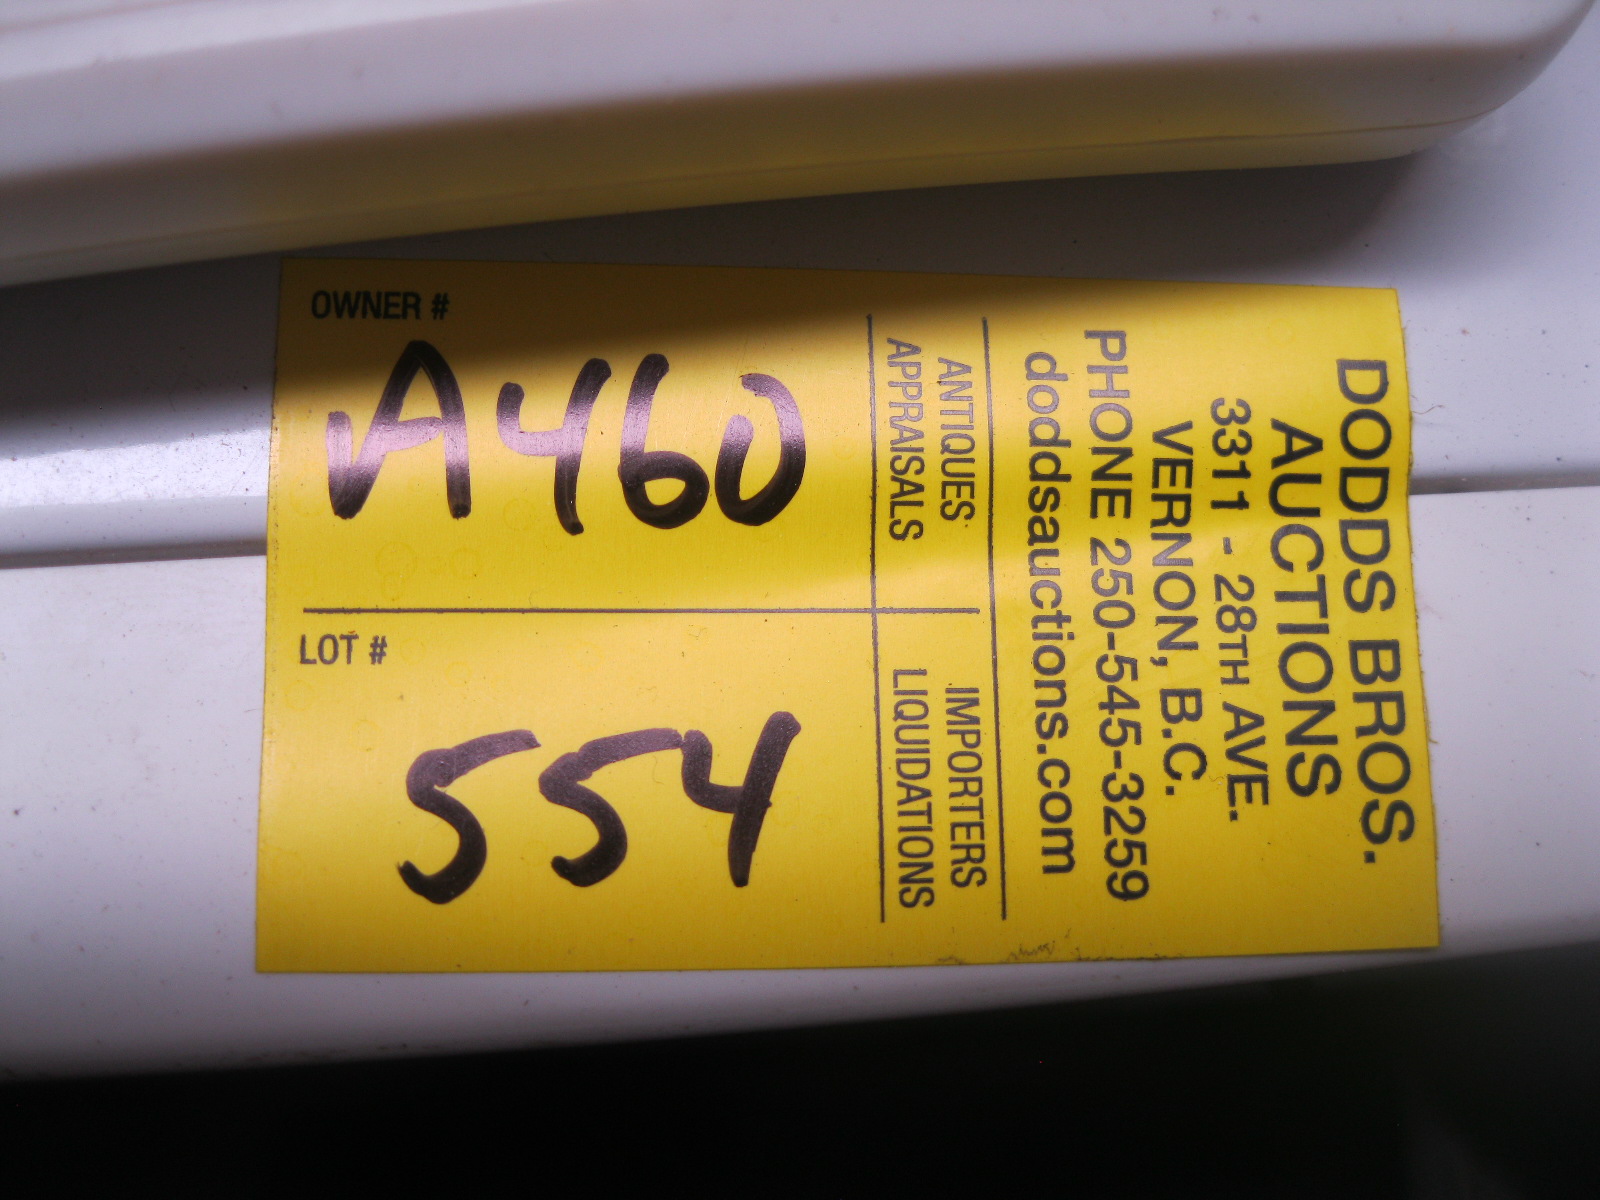 DODDS BROS.
AUCTIONS
3311 - 28TH AVE.
VERNON, B.C.
PHONE 250-545-3259
doddsauctions.com
ANTIQUES IMPORTERS
APPRAISALS LIQUIDATIONS
OWNER #
A460
LOT #
554